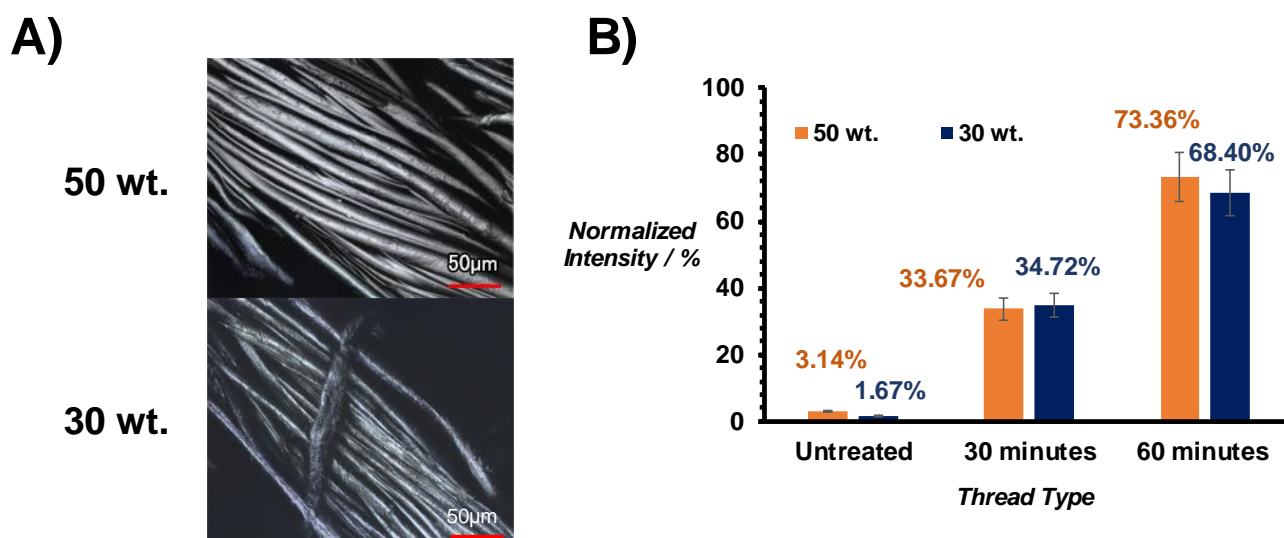 A)
50 wt.
50µm
30 wt.
50µm
B)
100
80
60
40
20
0
Normalized
Intensity / %
50 wt.
30 wt.
3.14%
1.67%
33.67%
34.72%
73.36%
68.40%
Untreated
30 minutes
60 minutes
Thread Type